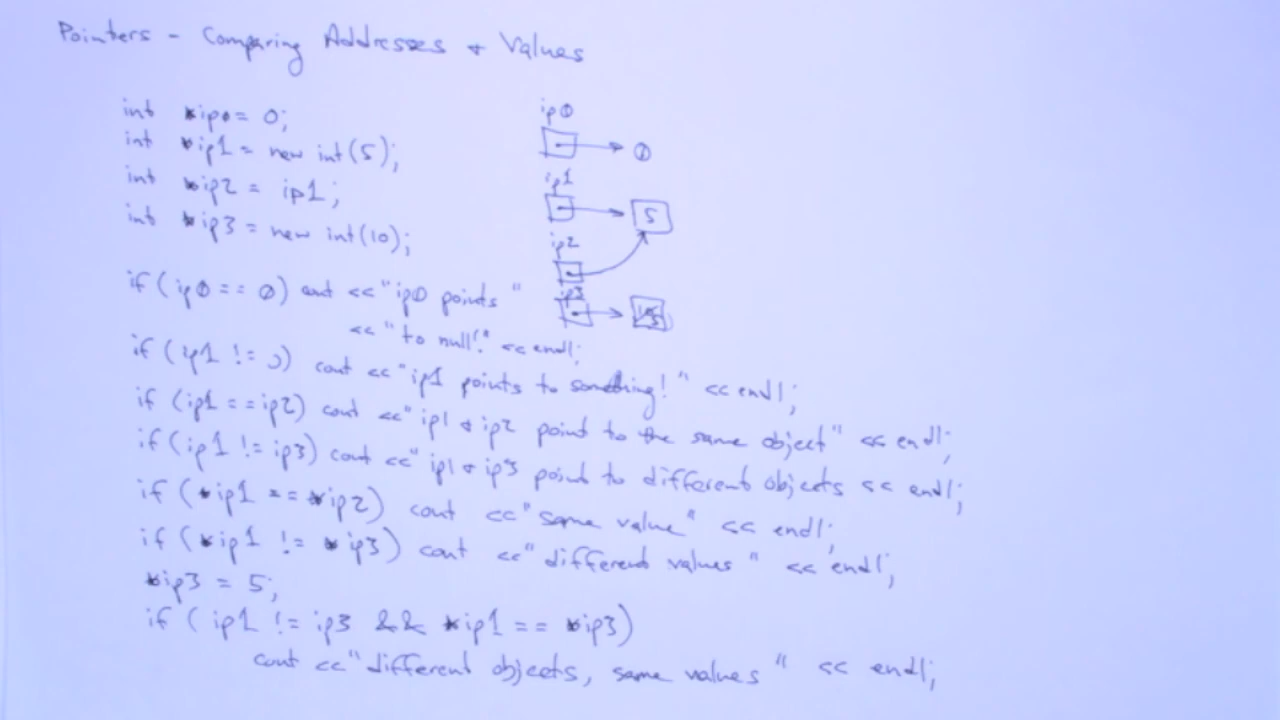 Pointers - Comparing Addresses + Values
int *ip0 = 0;
int *ip1 = new int(5);
int *ip2 = ip1;
int *ip3 = new int(10);
ip0
0
ip1
5
ip2
ip3
if (ip0 == 0) cout << "ip0 points "
<< "to null!" << endl;
if (ip1 != 0) cout << "ip1 points to something!" << endl;
if (ip1 == ip2) cout << "ip1 & ip2 point to the same object" << endl;
if (ip1 != ip3) cout << "ip1 & ip3 point to different objects << endl;
if (*ip1 == *ip2) cout << "same value" << endl;
if (*ip1 != *ip3) cout << "different values" << endl;
*ip3 = 5;
if (ip1 != ip3 && *ip1 == *ip3)
cout << "different objects, same values" << endl;